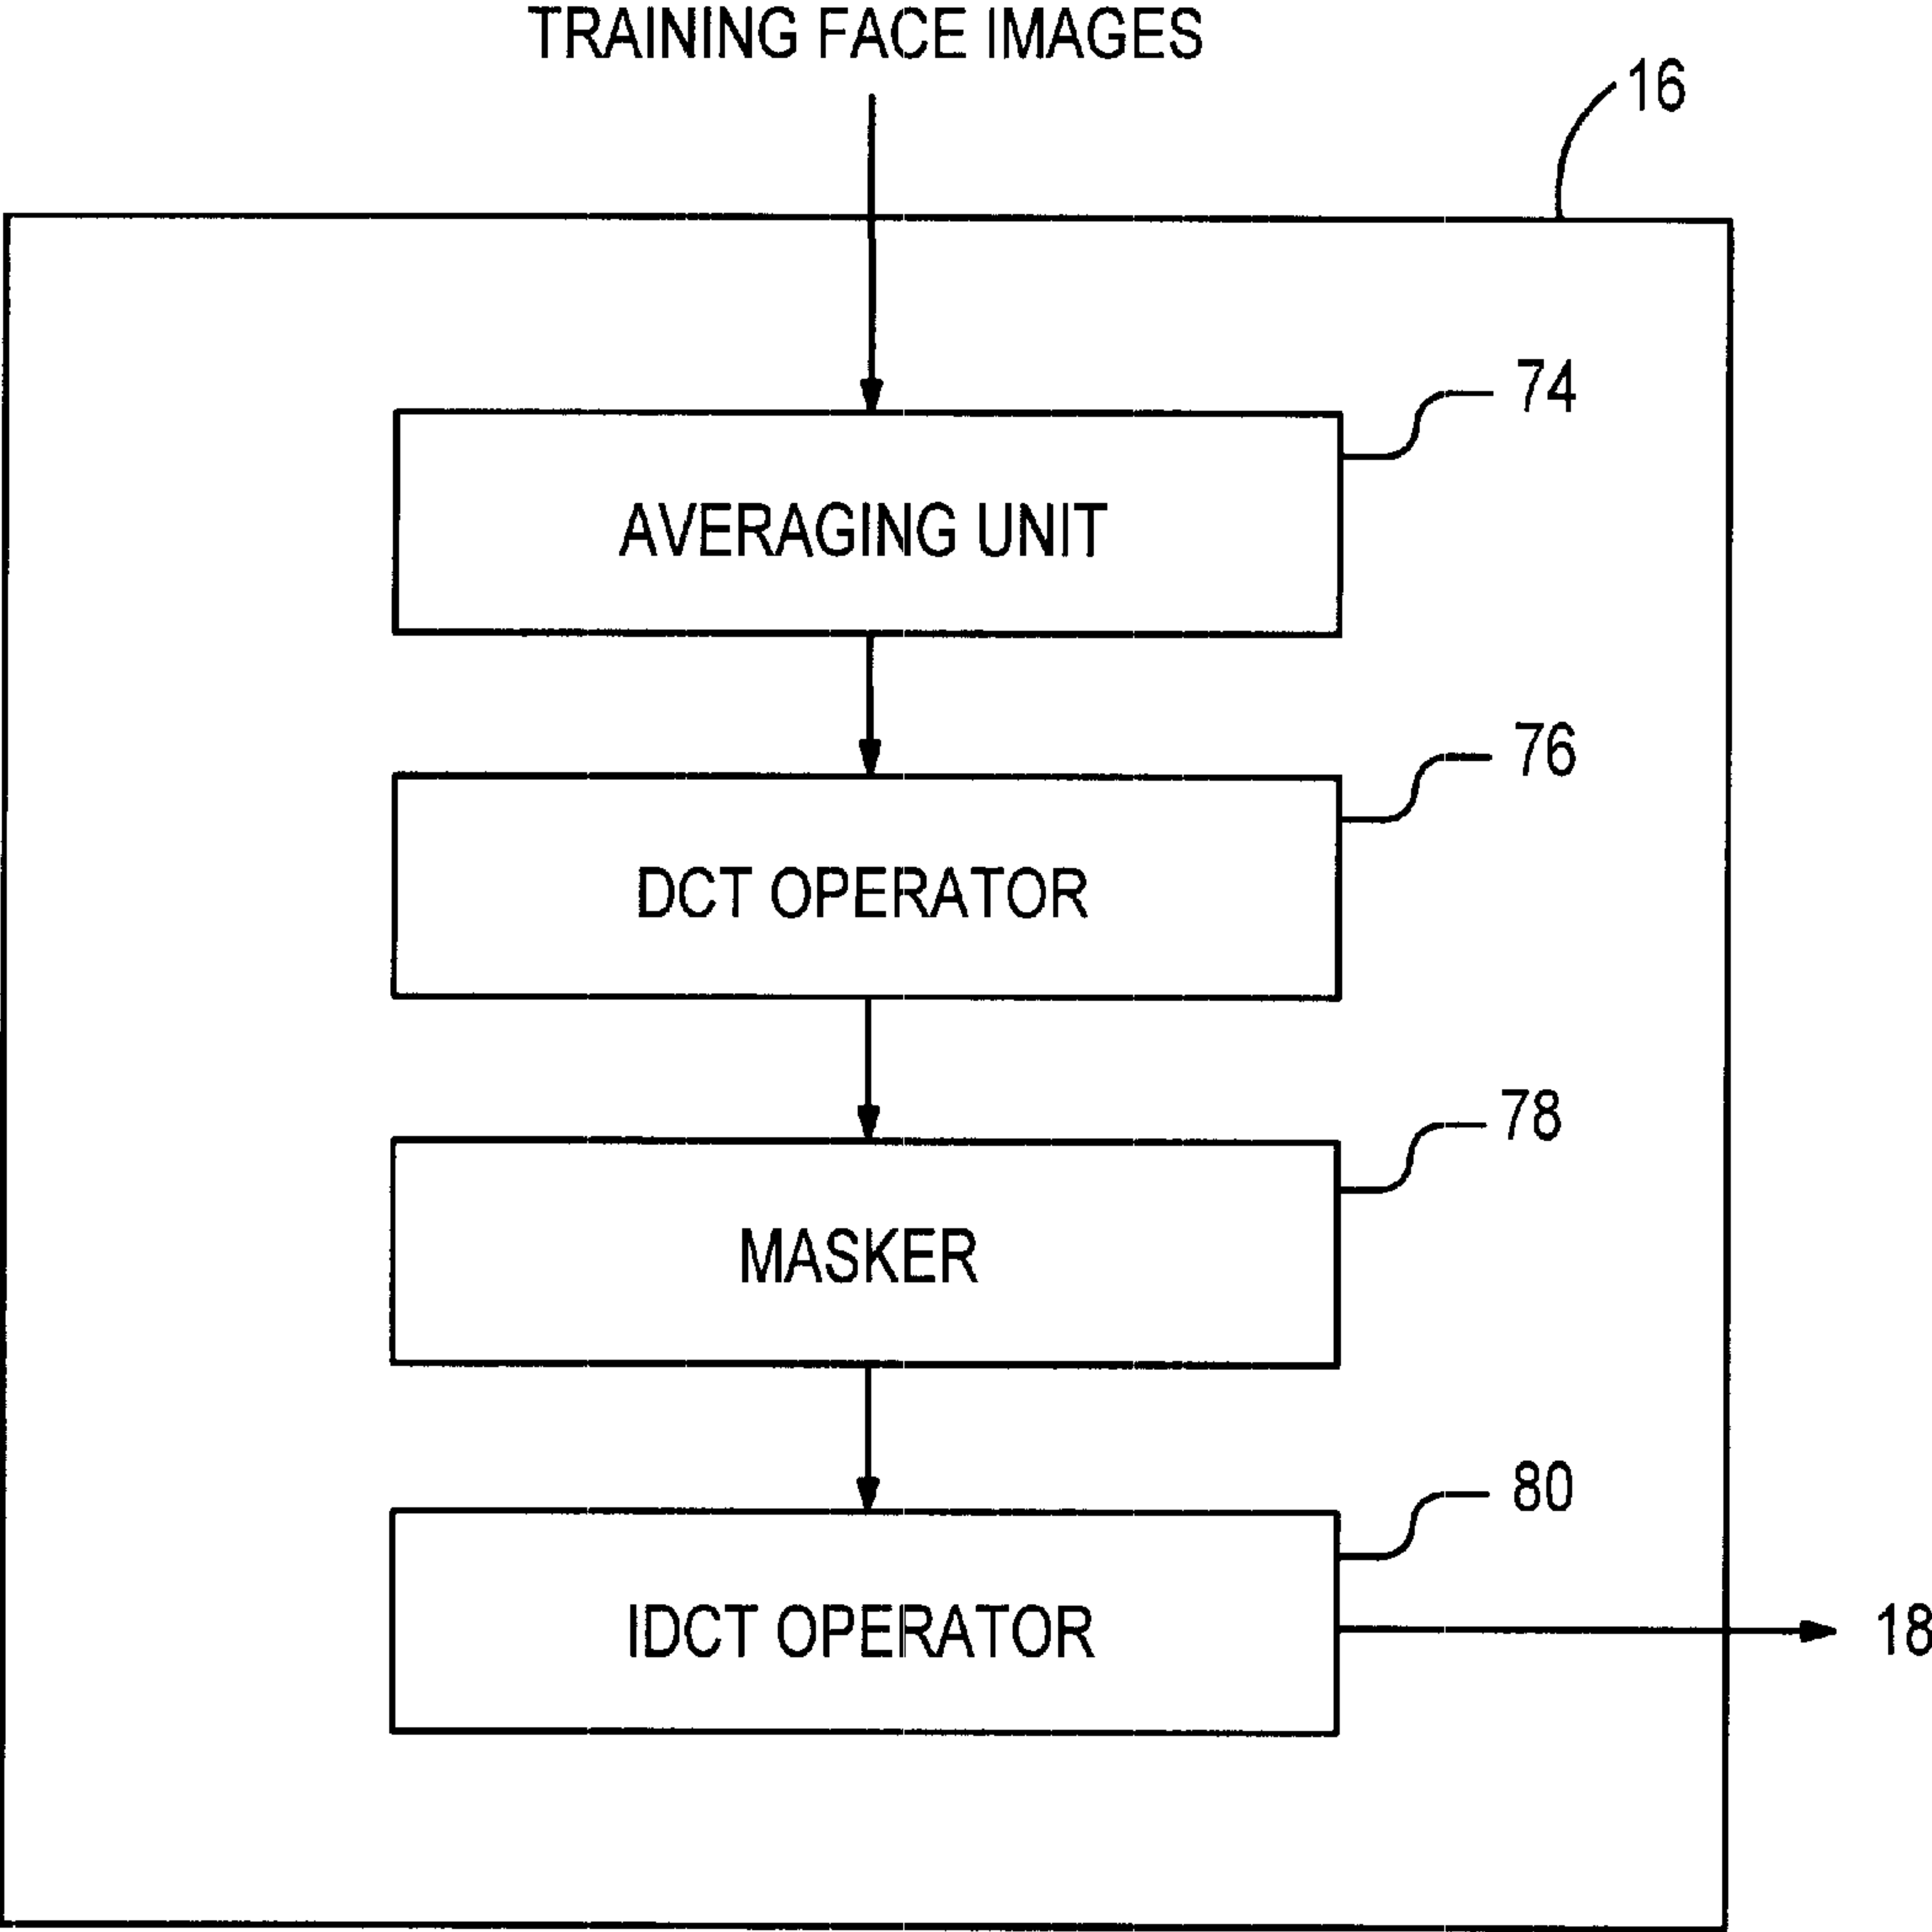 TRAINING FACE IMAGES
16
74
AVERAGING UNIT
76
DCT OPERATOR
78
MASKER
80
IDCT OPERATOR
18